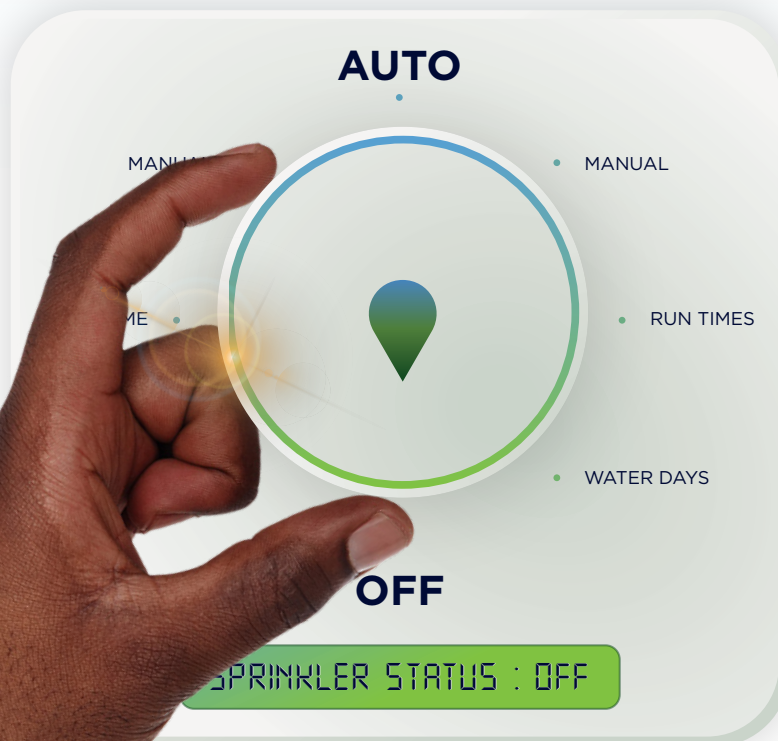 AUTO
MANUAL
RUN TIMES
WATER DAYS
OFF
SPRINKLER STATUS : OFF